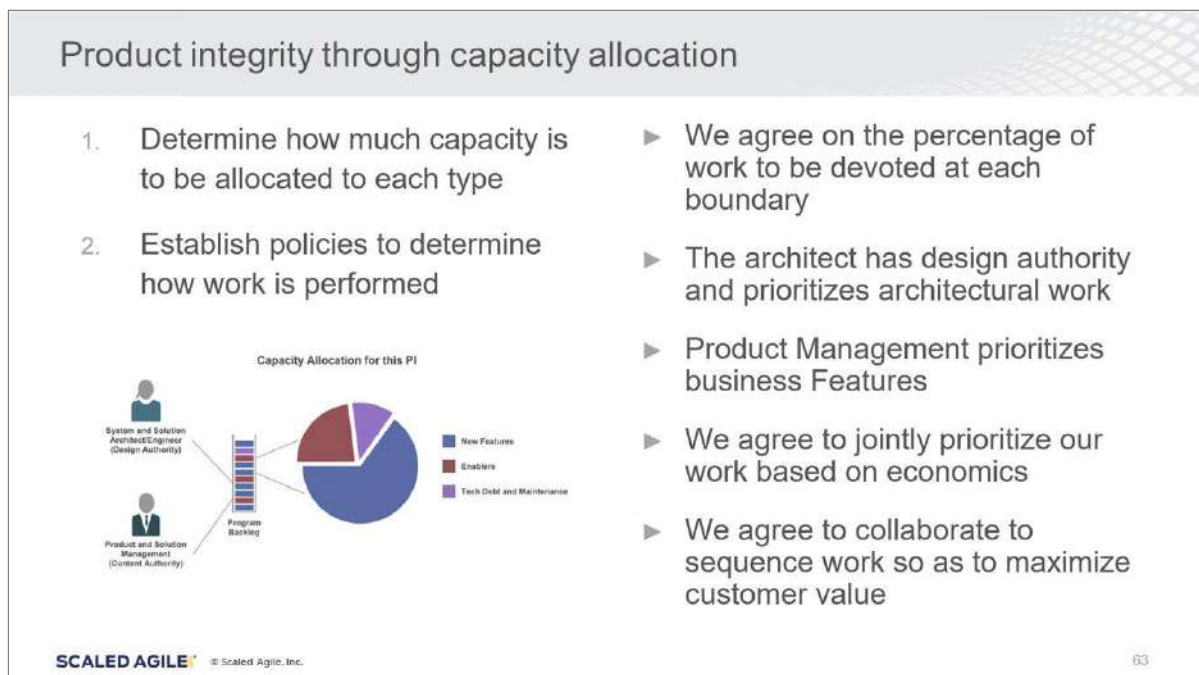 Product integrity through capacity allocation
1. Determine how much capacity is
to be allocated to each type
2. Establish policies to determine
how work is performed
Capacity Allocation for this PI
System and Solution
Architect/Engineer
(Design Authority)
Product and Solution
Management
(Content Authority)
Program
Backlog
New Features
Enablers
Tech Debt and Maintenance
► We agree on the percentage of
work to be devoted at each
boundary
► The architect has design authority
and prioritizes architectural work
► Product Management prioritizes
business Features
► We agree to jointly prioritize our
work based on economics
► We agree to collaborate to
sequence work so as to maximize
customer value
SCALED AGILE © Scaled Agile, Inc.
63